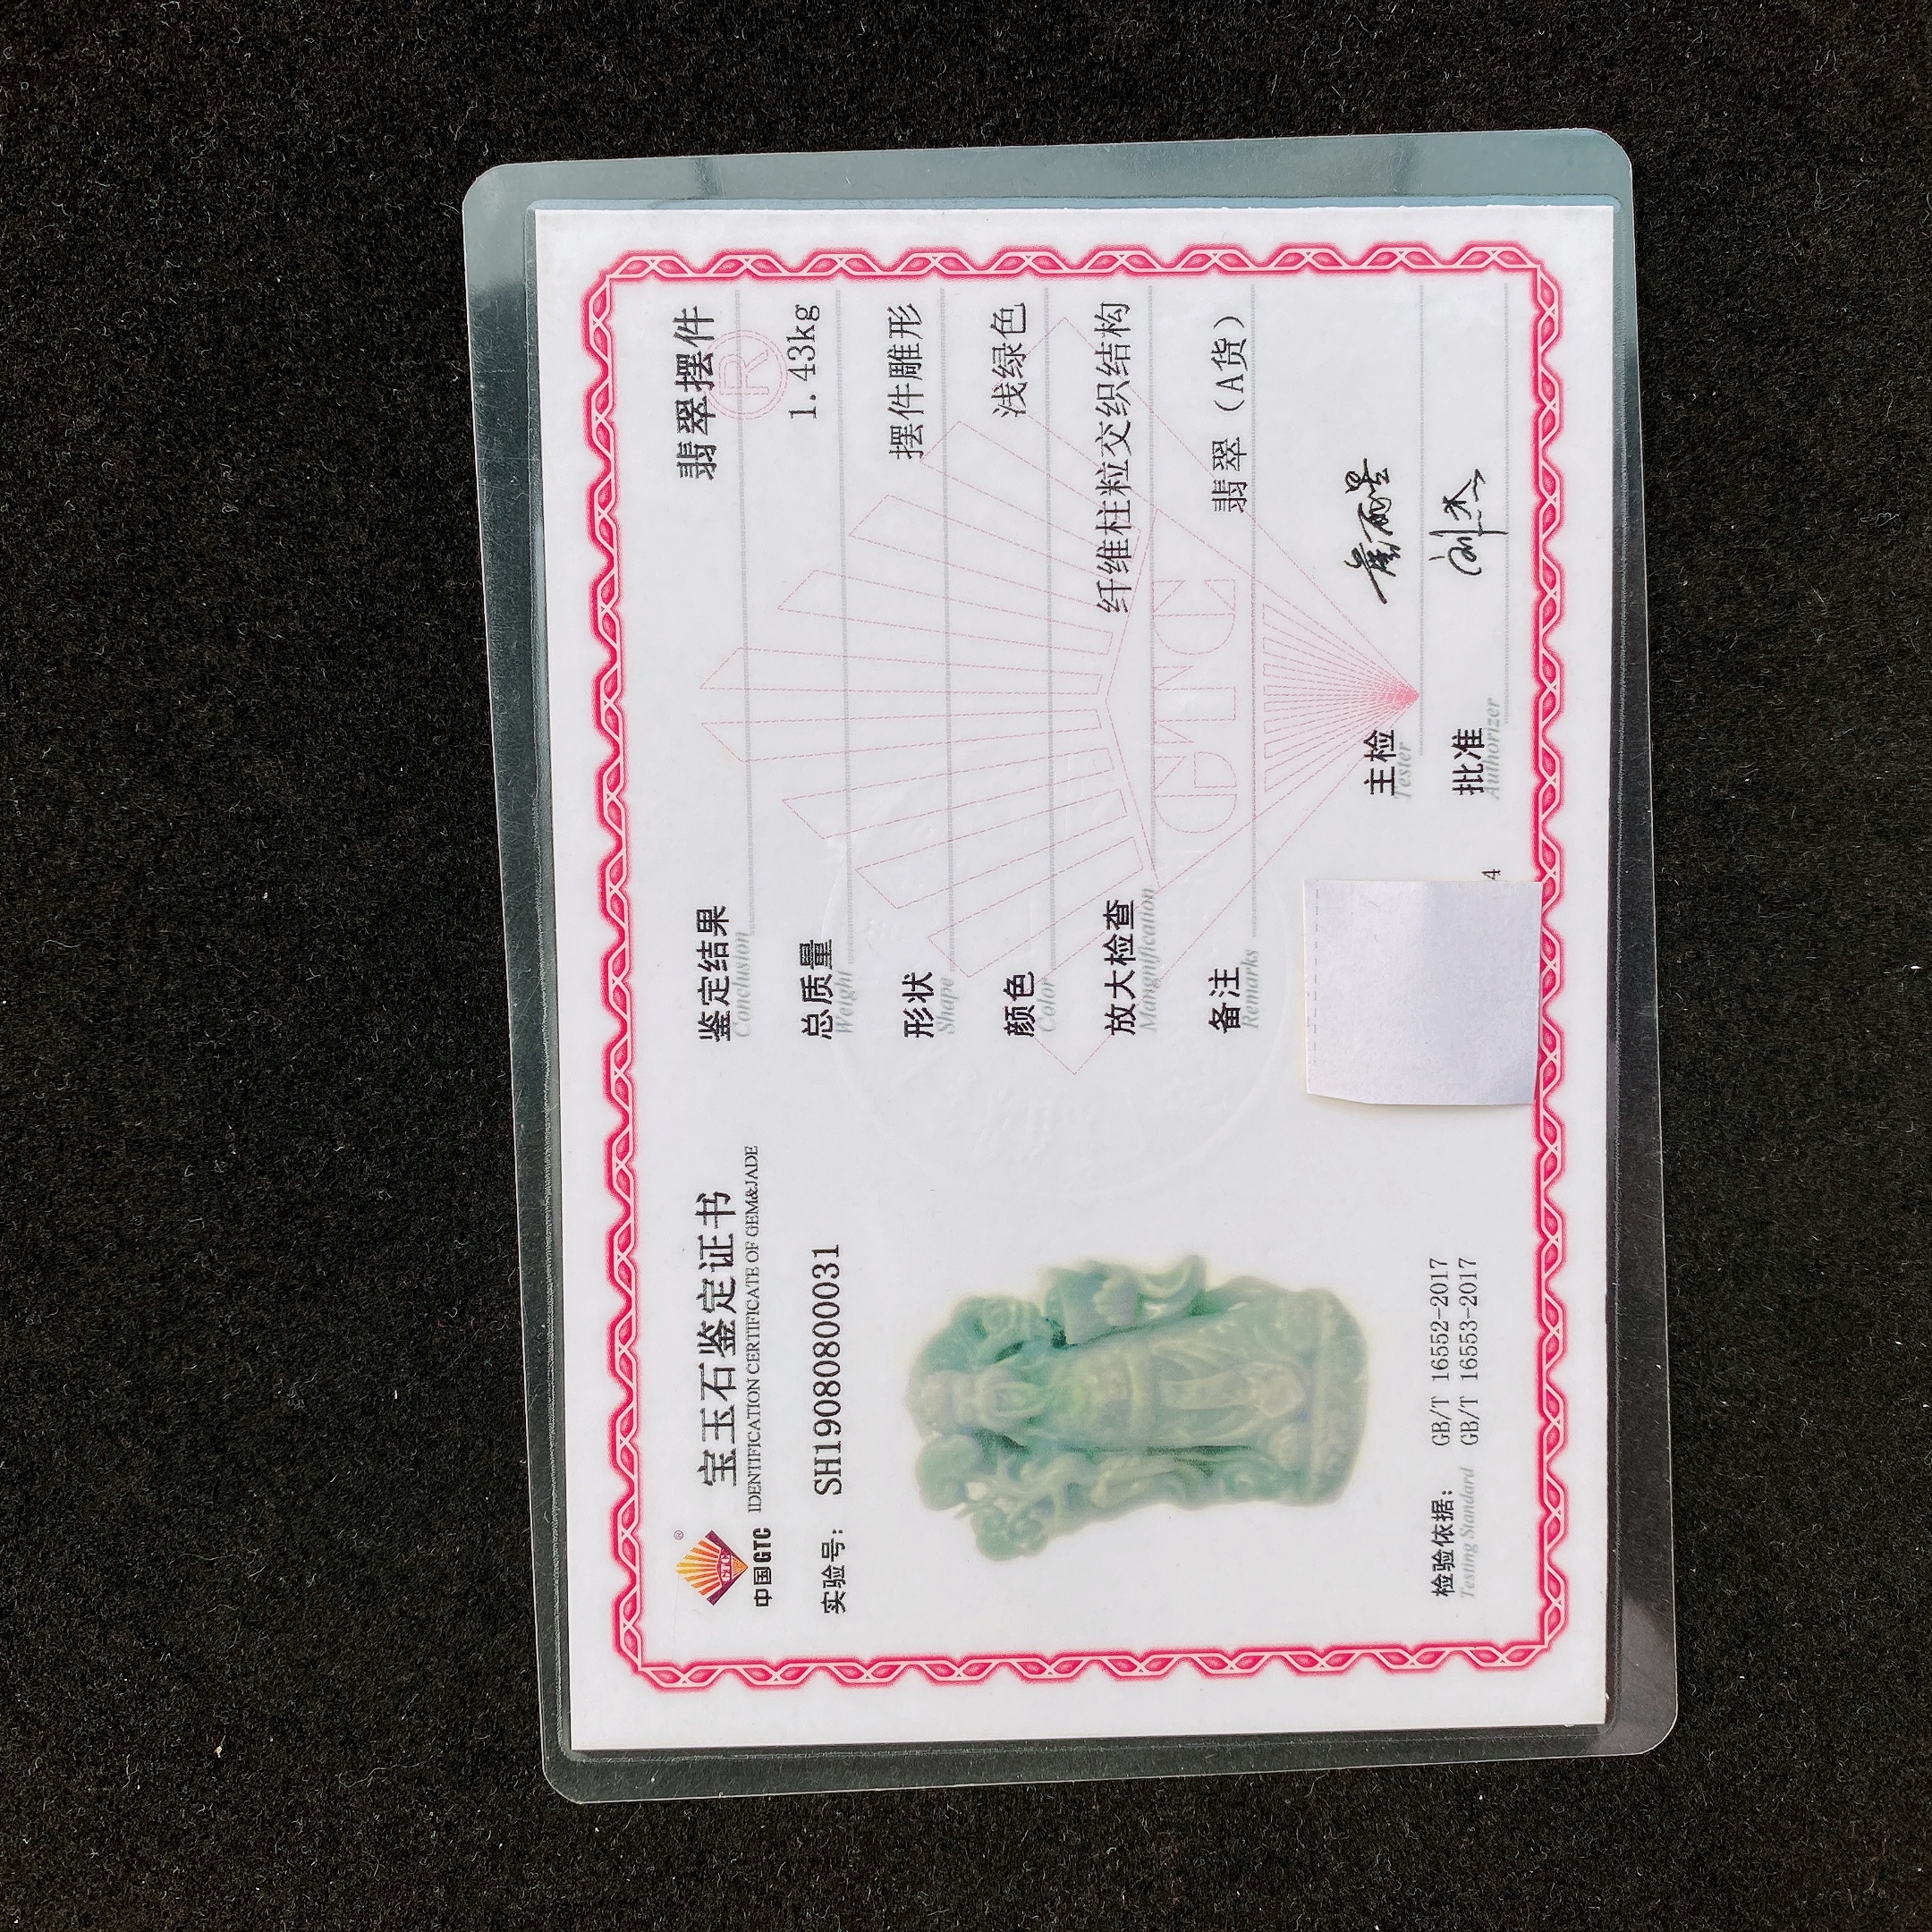 中国GTC
宝玉石鉴定证书
IDENTIFICATION CERTIFICATE OF GEM&JADE
实验号： SH190808000031
检验依据： GB/T 16552-2017
Testing Standard GB/T 16553-2017
鉴定结果 翡翠摆件
Conclusion
总质量 1.43kg
Weight
形状 摆件雕形
Shape
颜色 浅绿色
Color
放大检查 纤维柱粒交织结构
Mangnification
备注 翡翠（A货）
Remarks
主检
Tester
4
批准
Authorizer
GTC